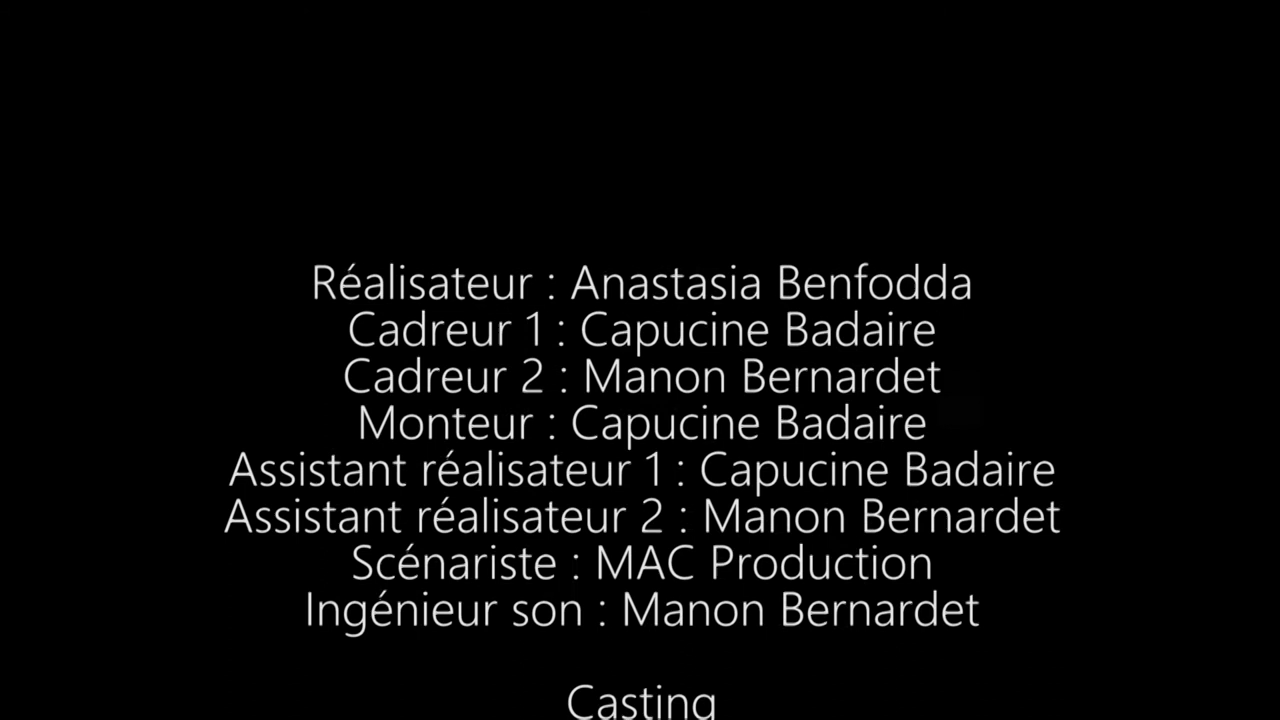 Réalisateur : Anastasia Benfodda
Cadreur 1 : Capucine Badaire
Cadreur 2 : Manon Bernardet
Monteur : Capucine Badaire
Assistant réalisateur 1 : Capucine Badaire
Assistant réalisateur 2 : Manon Bernardet
Scénariste : MAC Production
Ingénieur son : Manon Bernardet
Casting